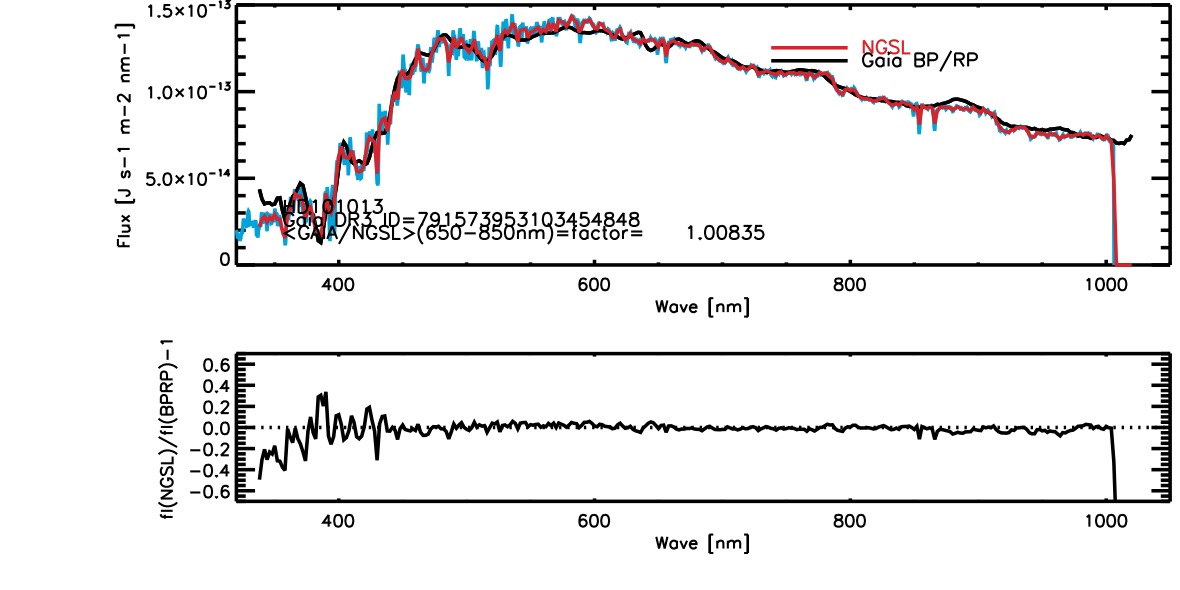 1.5×10⁻¹³
1.0×10⁻¹³
5.0×10⁻¹⁴
0
Flux [J s−1 m−2 nm−1]
NGSL
Gaia BP/RP
HD101013
Gaia DR3 ID=791573953103454848
<GAIA/NGSL>(650−850nm)=factor= 1.00835
400 600 800 1000
Wave [nm]
fl(NGSL)/fl(BPRP)−1
0.6
0.4
0.2
0.0
−0.2
−0.4
−0.6
400 600 800 1000
Wave [nm]